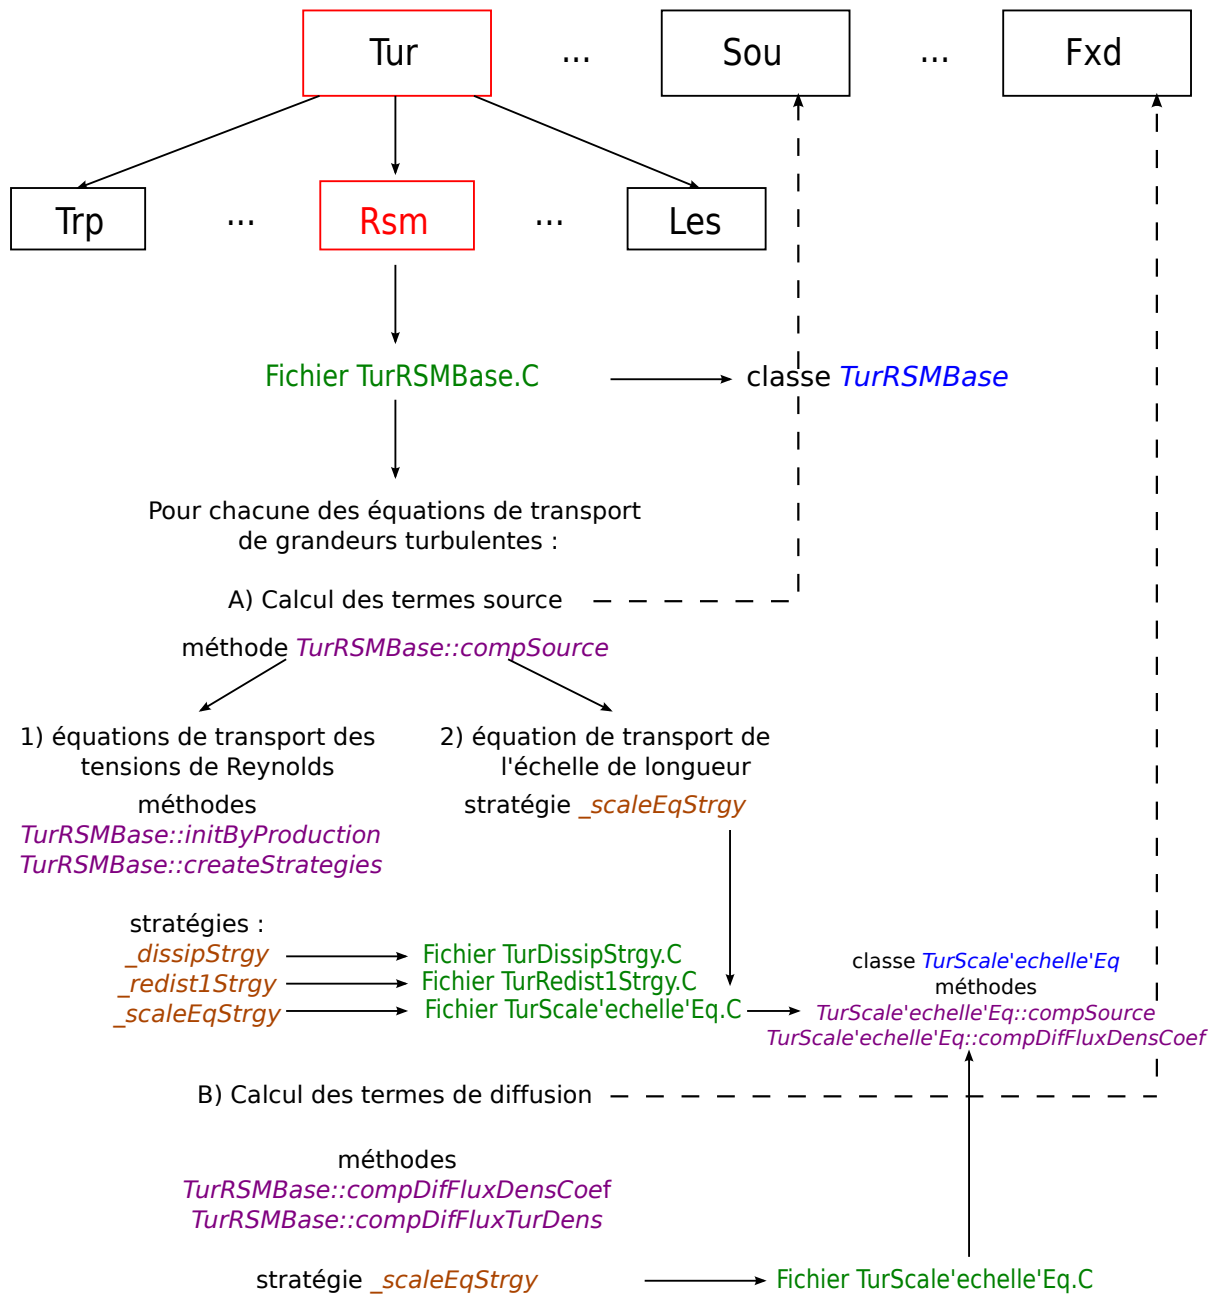 Tur ... Sou ... Fxd
Trp ... Rsm ... Les
Fichier TurRSMBase.C classe TurRSMBase
Pour chacune des équations de transport
de grandeurs turbulentes :
A) Calcul des termes source
méthode TurRSMBase::compSource
1) équations de transport des
tensions de Reynolds
méthodes
TurRSMBase::initByProduction
TurRSMBase::createStrategies
2) équation de transport de
l'échelle de longueur
stratégie _scaleEqStrgy
stratégies :
_dissipStrgy Fichier TurDissipStrgy.C
_redist1Strgy Fichier TurRedist1Strgy.C
_scaleEqStrgy Fichier TurScale'echelle'Eq.C
classe TurScale'echelle'Eq
méthodes
TurScale'echelle'Eq::compSource
TurScale'echelle'Eq::compDifFluxDensCoef
B) Calcul des termes de diffusion
méthodes
TurRSMBase::compDifFluxDensCoef
TurRSMBase::compDifFluxTurDens
stratégie _scaleEqStrgy Fichier TurScale'echelle'Eq.C